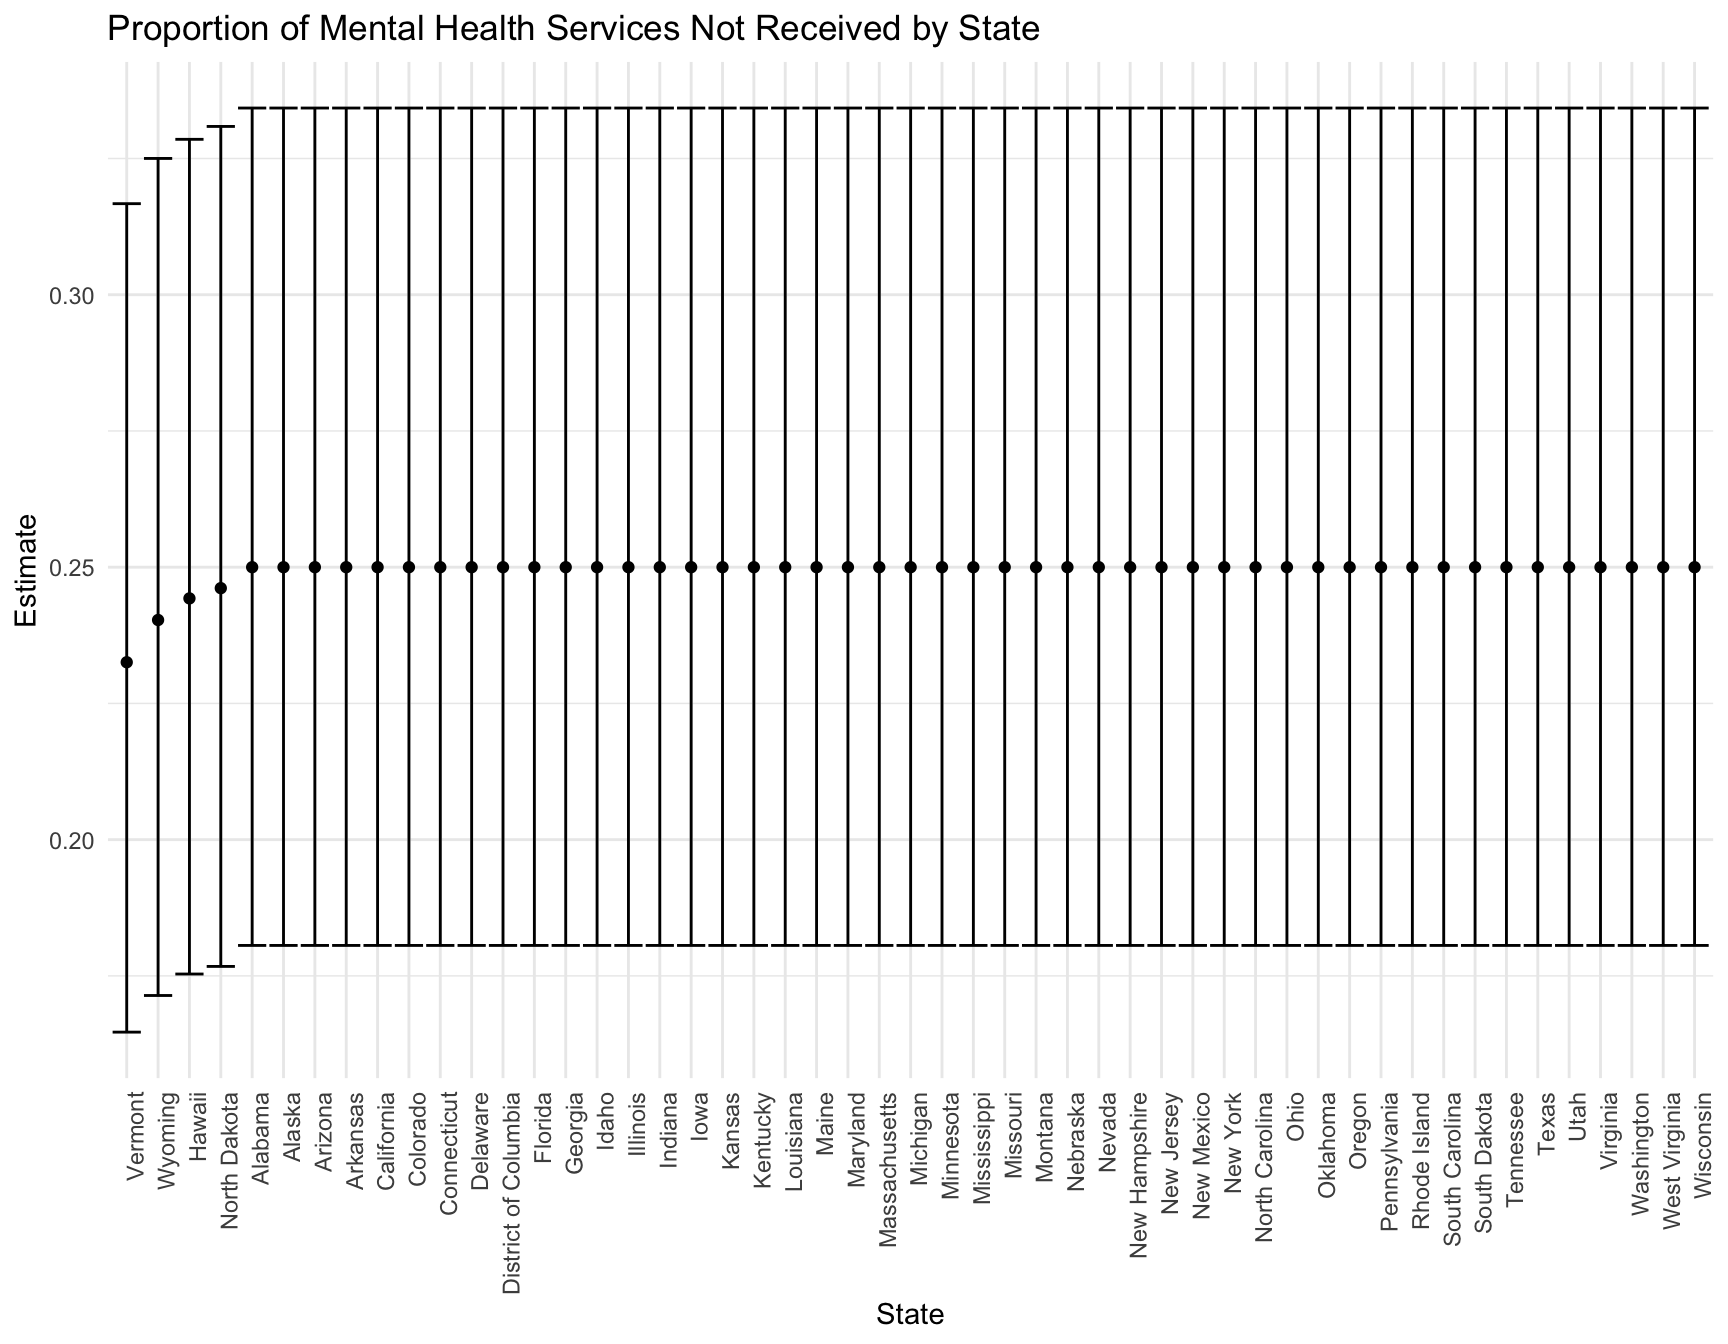 Proportion of Mental Health Services Not Received by State
Estimate
0.30
0.25
0.20
Vermont
Wyoming
Hawaii
North Dakota
Alabama
Alaska
Arizona
Arkansas
California
Colorado
Connecticut
Delaware
District of Columbia
Florida
Georgia
Idaho
Illinois
Indiana
Iowa
Kansas
Kentucky
Louisiana
Maine
Maryland
Massachusetts
Michigan
Minnesota
Mississippi
Missouri
Montana
Nebraska
Nevada
New Hampshire
New Jersey
New Mexico
New York
North Carolina
Ohio
Oklahoma
Oregon
Pennsylvania
Rhode Island
South Carolina
South Dakota
Tennessee
Texas
Utah
Virginia
Washington
West Virginia
Wisconsin
State